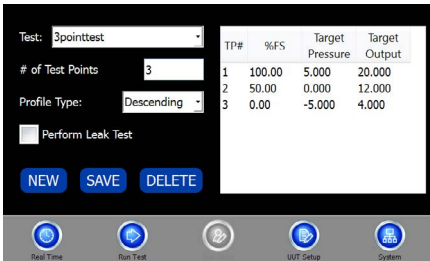 Test: 3pointtest
# of Test Points 3
Profile Type: Descending
Perform Leak Test
NEW SAVE DELETE
TP# %FS Target Pressure Target Output
1 100.00 5.000 20.000
2 50.00 0.000 12.000
3 0.00 -5.000 4.000
Real Time Run Test UUT Setup System